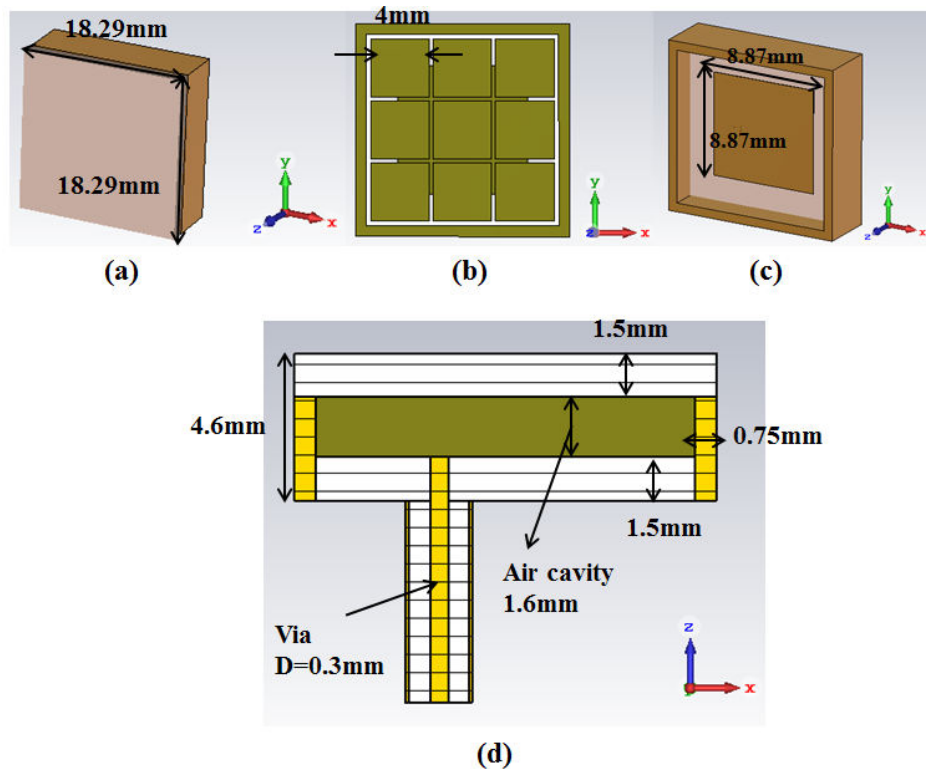 18.29mm
18.29mm
y
x
z
(a)
4mm
y
z
x
(b)
8.87mm
8.87mm
y
z
x
(c)
1.5mm
4.6mm
0.75mm
1.5mm
Air cavity
1.6mm
Via
D=0.3mm
z
x
(d)